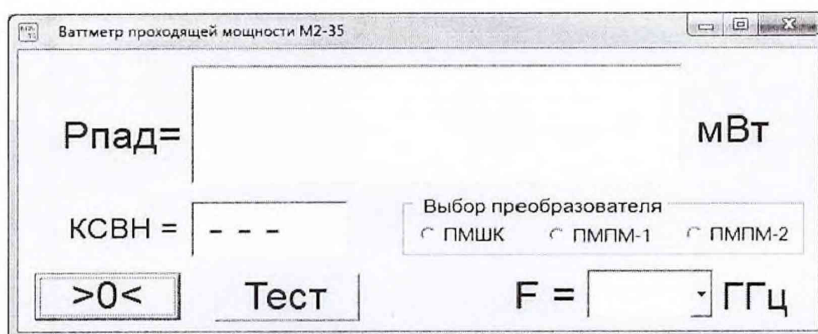 Ваттметр проходящей мощности М2-35
Рпад=
мВт
КСВН = - - -
Выбор преобразователя
ПМШК ПМПМ-1 ПМПМ-2
>0< Тест F = ГГц